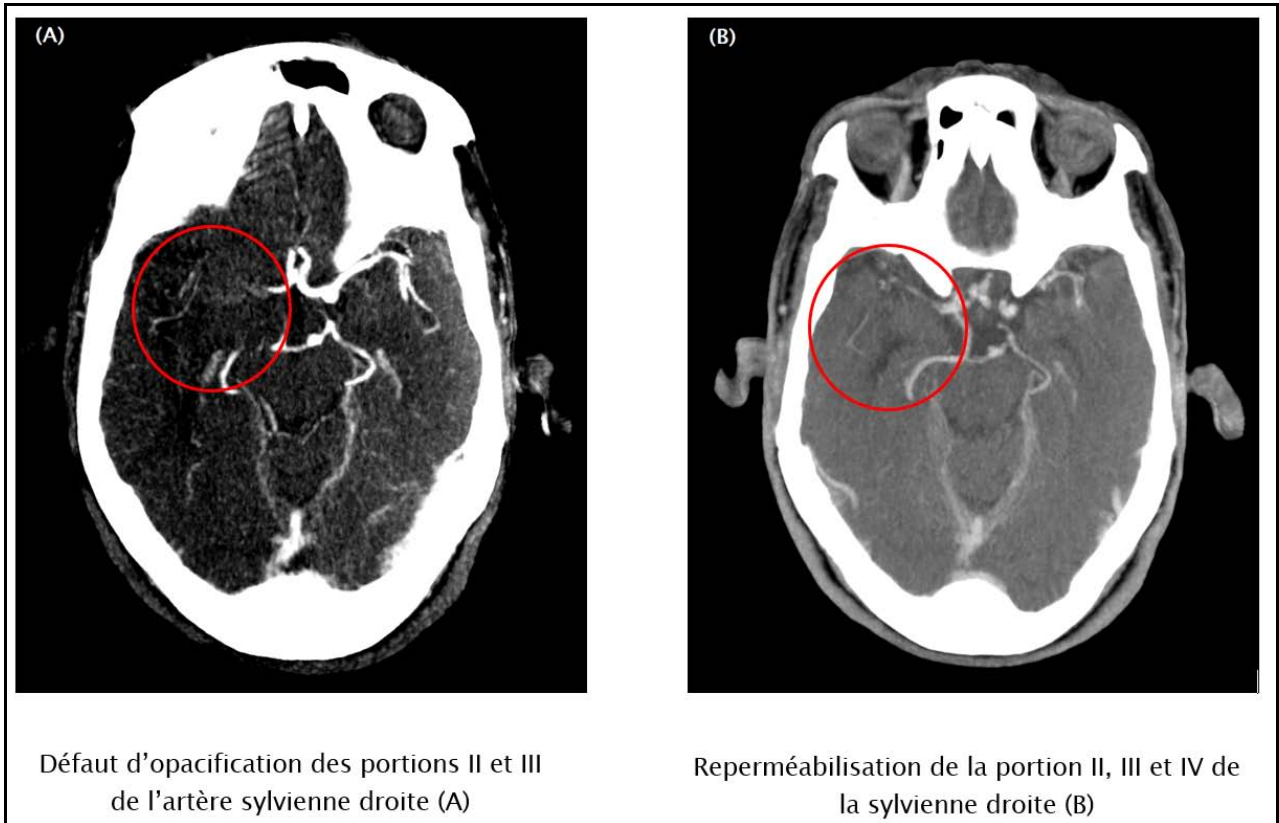 (A)
(B)
Défaut d’opacification des portions II et III
de l’artère sylvienne droite (A)
Reperméabilisation de la portion II, III et IV de
la sylvienne droite (B)